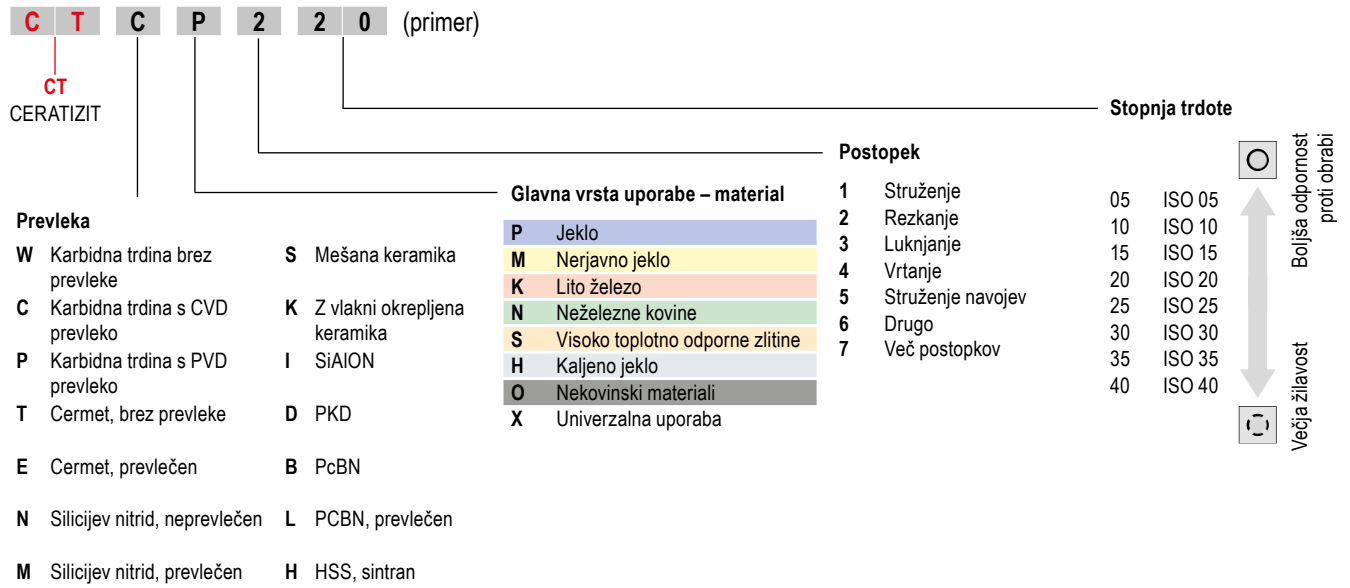 C T C P 2 2 0 (primer)
CT
CERATIZIT
Prevleka
W Karbidna trdina brez
prevleke
C Karbidna trdina s CVD
prevleko
P Karbidna trdina s PVD
prevleko
T Cermet, brez prevleke
E Cermet, prevlečen
N Silicijev nitrid, neprevlečen
M Silicijev nitrid, prevlečen
S Mešana keramika
K Z vlakni okrepljena
keramika
I SiAlON
D PKD
B PcBN
L PCBN, prevlečen
H HSS, sintran
Glavna vrsta uporabe – material
P Jeklo
M Nerjavno jeklo
K Lito železo
N Neželezne kovine
S Visoko toplotno odporne zlitine
H Kaljeno jeklo
O Nekovinski materiali
X Univerzalna uporaba
Postopek
1 Struženje
2 Rezkanje
3 Luknjanje
4 Vrtanje
5 Struženje navojev
6 Drugo
7 Več postopkov
Stopnja trdote
05 ISO 05
10 ISO 10
15 ISO 15
20 ISO 20
25 ISO 25
30 ISO 30
35 ISO 35
40 ISO 40
Boljša odpornost
proti obrabi
Večja žilavost